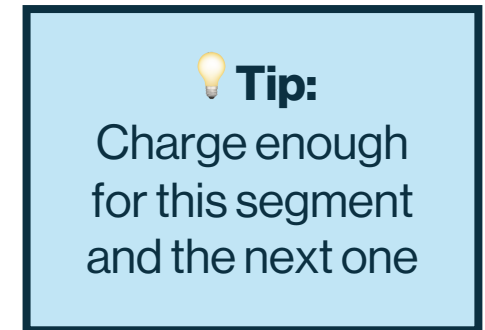 💡 Tip:
Charge enough
for this segment
and the next one